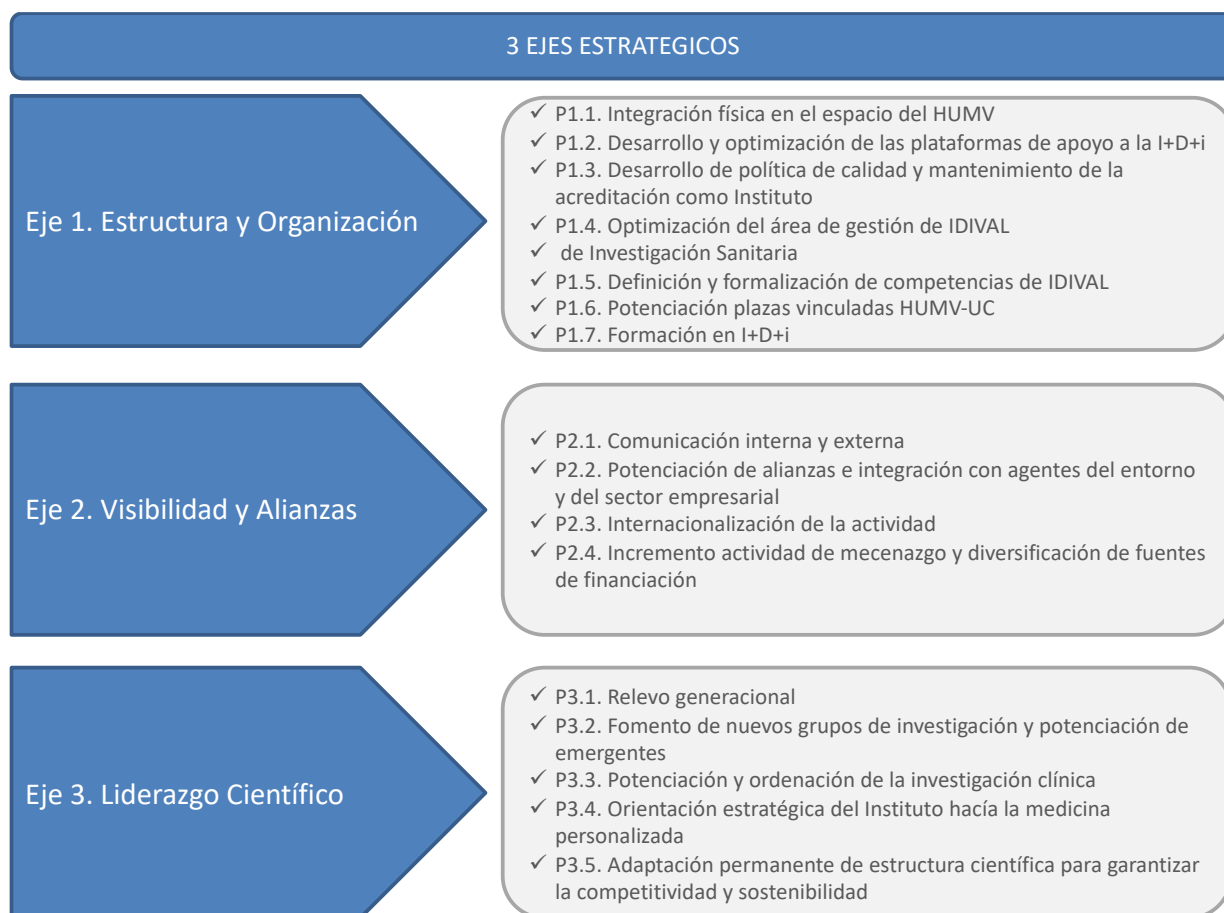 3 EJES ESTRATEGICOS
Eje 1. Estructura y Organización
✓ P1.1. Integración física en el espacio del HUMV
✓ P1.2. Desarrollo y optimización de las plataformas de apoyo a la I+D+i
✓ P1.3. Desarrollo de política de calidad y mantenimiento de la
acreditación como Instituto
✓ P1.4. Optimización del área de gestión de IDIVAL
✓ de Investigación Sanitaria
✓ P1.5. Definición y formalización de competencias de IDIVAL
✓ P1.6. Potenciación plazas vinculadas HUMV-UC
✓ P1.7. Formación en I+D+i
Eje 2. Visibilidad y Alianzas
✓ P2.1. Comunicación interna y externa
✓ P2.2. Potenciación de alianzas e integración con agentes del entorno
y del sector empresarial
✓ P2.3. Internacionalización de la actividad
✓ P2.4. Incremento actividad de mecenazgo y diversificación de fuentes
de financiación
Eje 3. Liderazgo Científico
✓ P3.1. Relevo generacional
✓ P3.2. Fomento de nuevos grupos de investigación y potenciación de
emergentes
✓ P3.3. Potenciación y ordenación de la investigación clínica
✓ P3.4. Orientación estratégica del Instituto hacía la medicina
personalizada
✓ P3.5. Adaptación permanente de estructura científica para garantizar
la competitividad y sostenibilidad